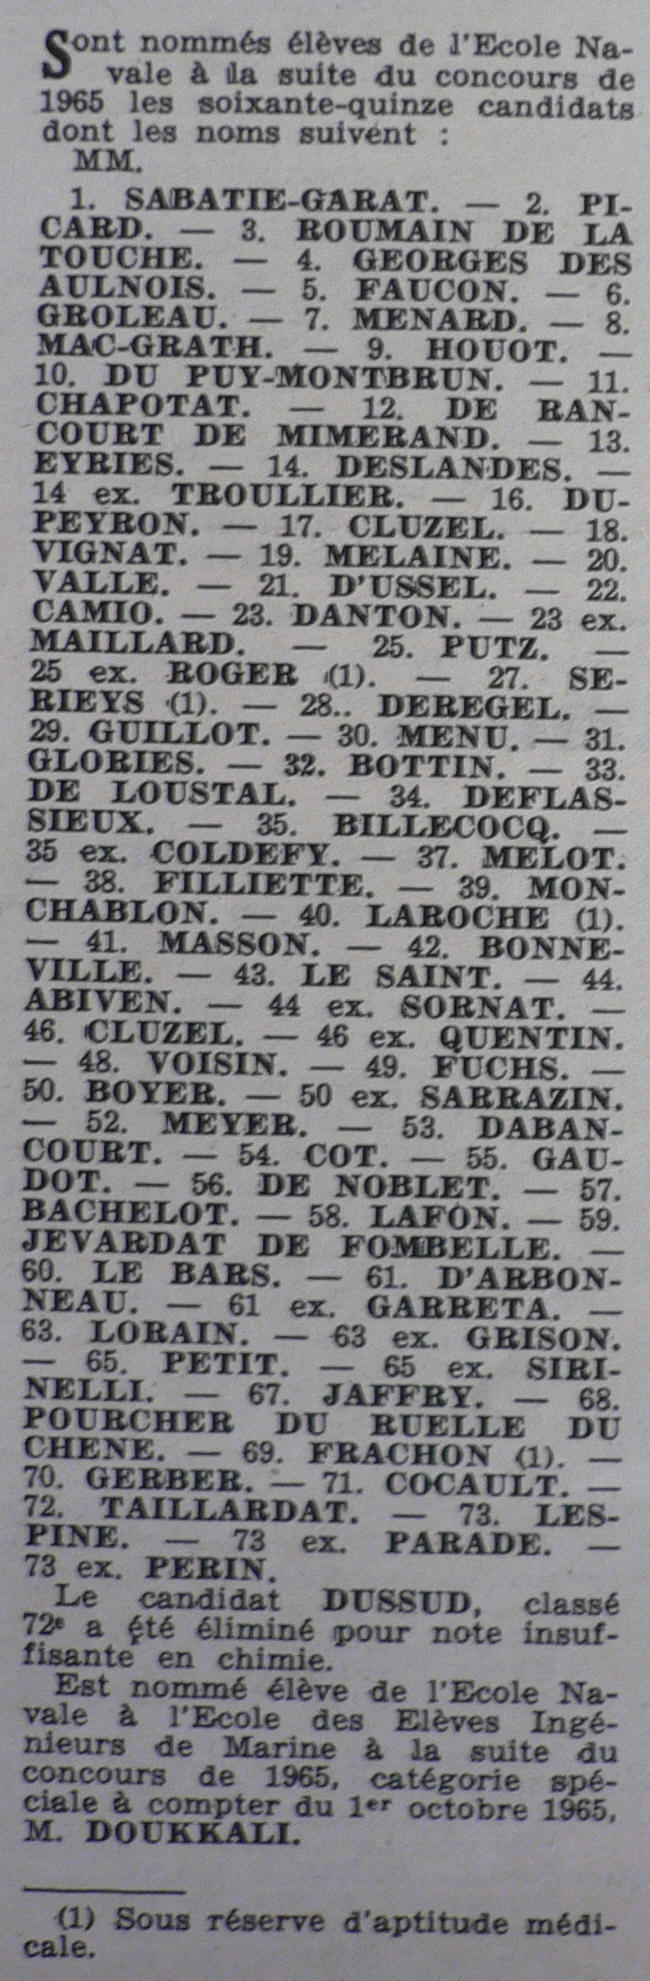 Sont nommés élèves de l'Ecole Na-
vale à la suite du concours de
1965 les soixante-quinze candidats
dont les noms suivent :
MM.
1. SABATIE-GARAT. — 2. PI-
CARD. — 3. ROUMAIN DE LA
TOUCHE. — 4. GEORGES DES
AULNOIS. — 5. FAUCON. — 6.
GROLEAU. — 7. MENARD. — 8.
MAC-GRATH. — 9. HOUOT. —
10. DU PUY-MONTBRUN. — 11.
CHAPOTAT. — 12. DE RAN-
COURT DE MIMERAND. — 13.
EYRIES. — 14. DESLANDES. —
14 ex. TROULLIER. — 16. DU-
PEYRON. — 17. CLUZEL. — 18.
VIGNAT. — 19. MELAINE. — 20.
VALLE. — 21. D'USSEL. — 22.
CAMIO. — 23. DANTON. — 23 ex.
MAILLARD. — 25. PUTZ. —
25 ex. ROGER (1). — 27. SE-
RIEYS (1). — 28.. DEREGEL. —
29. GUILLOT. — 30. MENU. — 31.
GLORIES. — 32. BOTTIN. — 33.
DE LOUSTAL. — 34. DEFLAS-
SIEUX. — 35. BILLECOCQ. —
35 ex. COLDEFY. — 37. MELOT.
— 38. FILLIETTE. — 39. MON-
CHABLON. — 40. LAROCHE (1).
— 41. MASSON. — 42. BONNE-
VILLE. — 43. LE SAINT. — 44.
ABIVEN. — 44 ex. SORNAT. —
46. CLUZEL. — 46 ex. QUENTIN.
— 48. VOISIN. — 49. FUCHS. —
50. BOYER. — 50 ex. SARRAZIN.
— 52. MEYER. — 53. DABAN-
COURT. — 54. COT. — 55. GAU-
DOT. — 56. DE NOBLET. — 57.
BACHELOT. — 58. LAFON. — 59.
JEVARDAT DE FOMBELLE. —
60. LE BARS. — 61. D'ARBON-
NEAU. — 61 ex. GARRETA. —
63. LORAIN. — 63 ex. GRISON.
— 65. PETIT. — 65 ex. SIRI-
NELLI. — 67. JAFFRY. — 68.
POURCHER DU RUELLE DU
CHENE. — 69. FRACHON (1). —
70. GERBER. — 71. COCAULT. —
72. TAILLARDAT. — 73. LES-
PINE. — 73 ex. PARADE. —
73 ex. PERIN.
Le candidat DUSSUD, classé
72e a été éliminé pour note insuf-
fisante en chimie.
Est nommé élève de l'Ecole Na-
vale à l'Ecole des Elèves Ingé-
nieurs de Marine à la suite du
concours de 1965, catégorie spé-
ciale à compter du 1er octobre 1965,
M. DOUKKALI.
(1) Sous réserve d'aptitude médi-
cale.